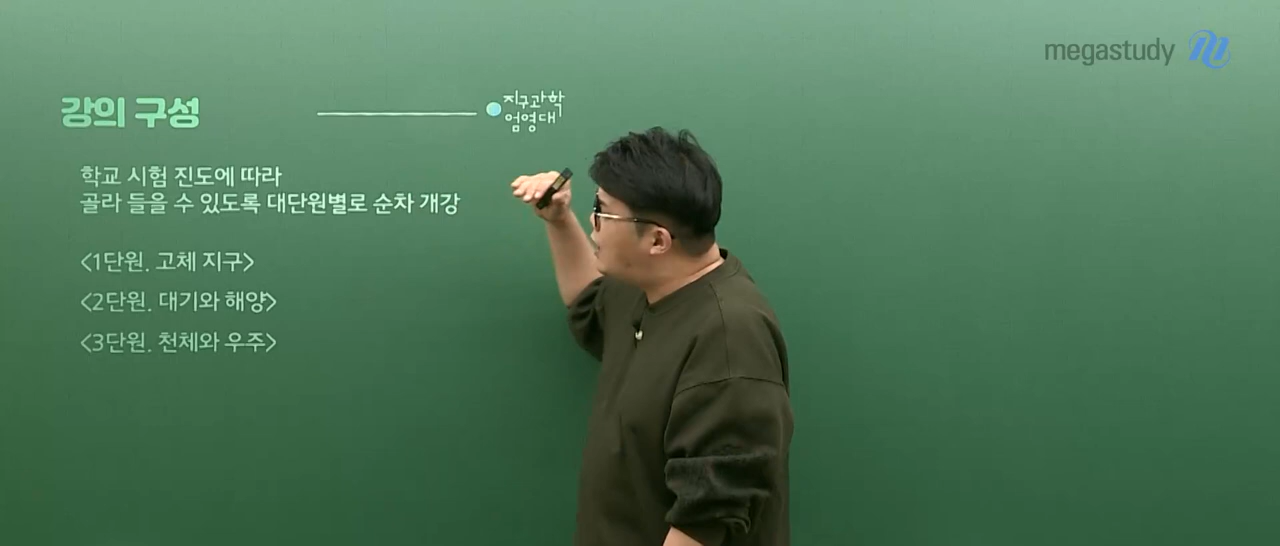 megastudy
강의 구성
지구과학
엄영대
학교 시험 진도에 따라
골라 들을 수 있도록 대단원별로 순차 개강
<1단원. 고체 지구>
<2단원. 대기와 해양>
<3단원. 천체와 우주>